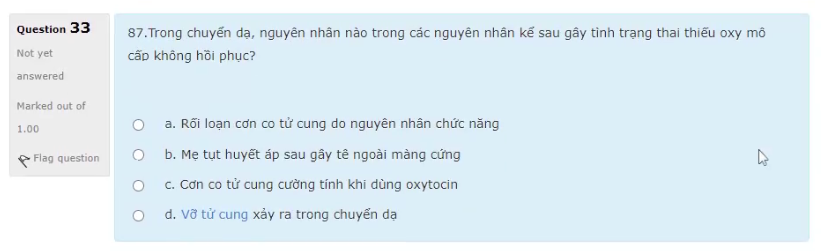 Question 33
Not yet
answered
Marked out of
1.00
Flag question
87.Trong chuyển dạ, nguyên nhân nào trong các nguyên nhân kể sau gây tình trạng thai thiếu oxy mô
cấp không hồi phục?
a. Rối loạn cơn co tử cung do nguyên nhân chức năng
b. Mẹ tụt huyết áp sau gây tê ngoài màng cứng
c. Cơn co tử cung cường tính khi dùng oxytocin
d. Vỡ tử cung xảy ra trong chuyển dạ